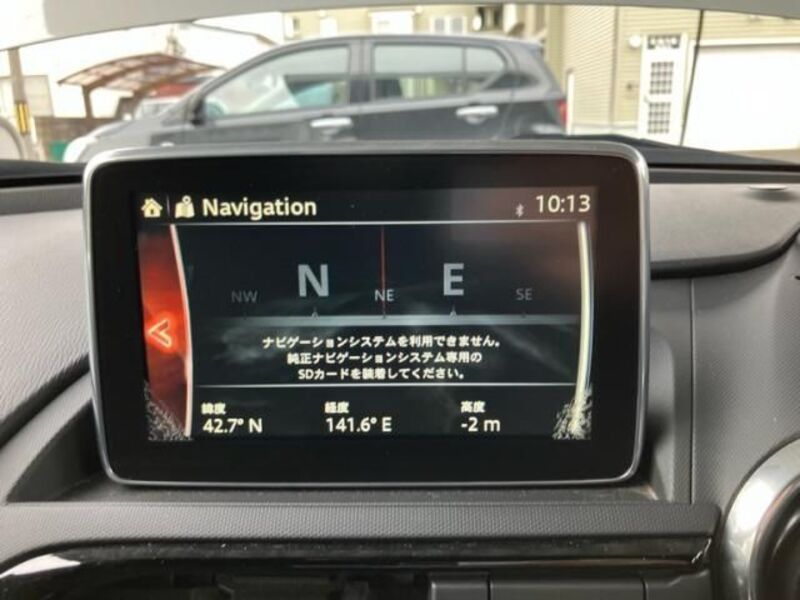 Navigation
10:13
NW N NE E SE
ナビゲーションシステムを利用できません。
純正ナビゲーションシステム専用の
SDカードを装着してください。
緯度 経度 高度
42.7° N 141.6° E -2 m